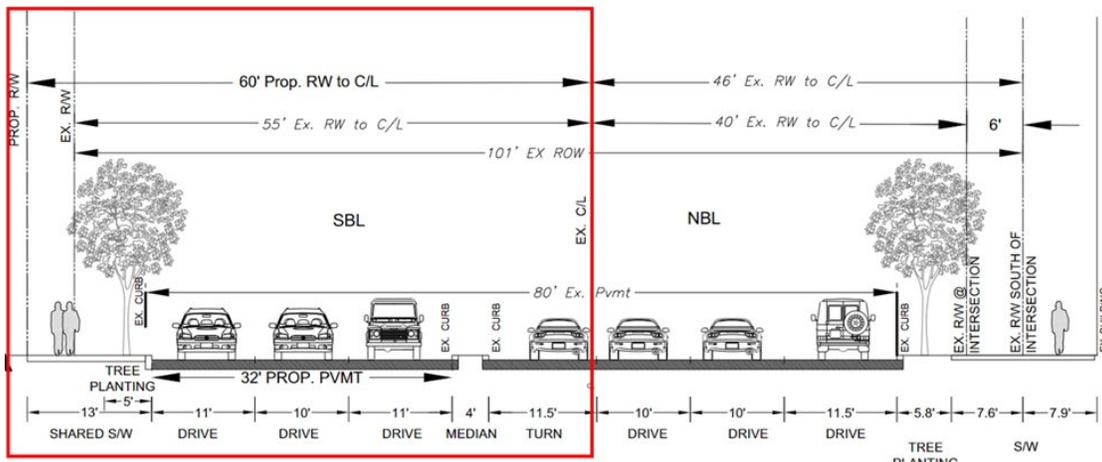 60' Prop. RW to C/L
46' Ex. RW to C/L
PROP. R/W
EX. R/W
55' Ex. RW to C/L
40' Ex. RW to C/L
6'
101' EX ROW
SBL
EX. C/L
NBL
EX. CURB
80' Ex. Pvmt
EX. CURB
EX. CURB
EX. CURB
EX. R/W @
INTERSECTION
EX. R/W SOUTH OF
INTERSECTION
TREE
PLANTING
32' PROP. PVMT
5'
13'
11'
10'
11'
4'
11.5'
10'
10'
11.5'
5.8'
7.6'
7.9'
SHARED S/W
DRIVE
DRIVE
DRIVE
MEDIAN
TURN
DRIVE
DRIVE
DRIVE
TREE
PLANTING
S/W